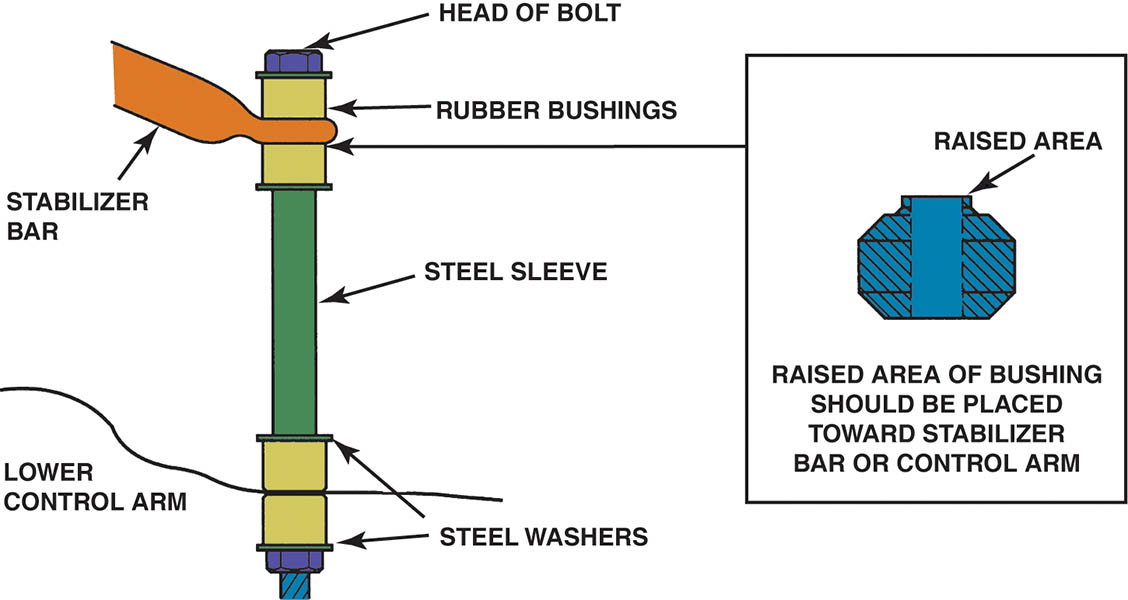 HEAD OF BOLT
RUBBER BUSHINGS
RAISED AREA
STABILIZER
BAR
STEEL SLEEVE
RAISED AREA OF BUSHING
SHOULD BE PLACED
TOWARD STABILIZER
BAR OR CONTROL ARM
LOWER
CONTROL ARM
STEEL WASHERS